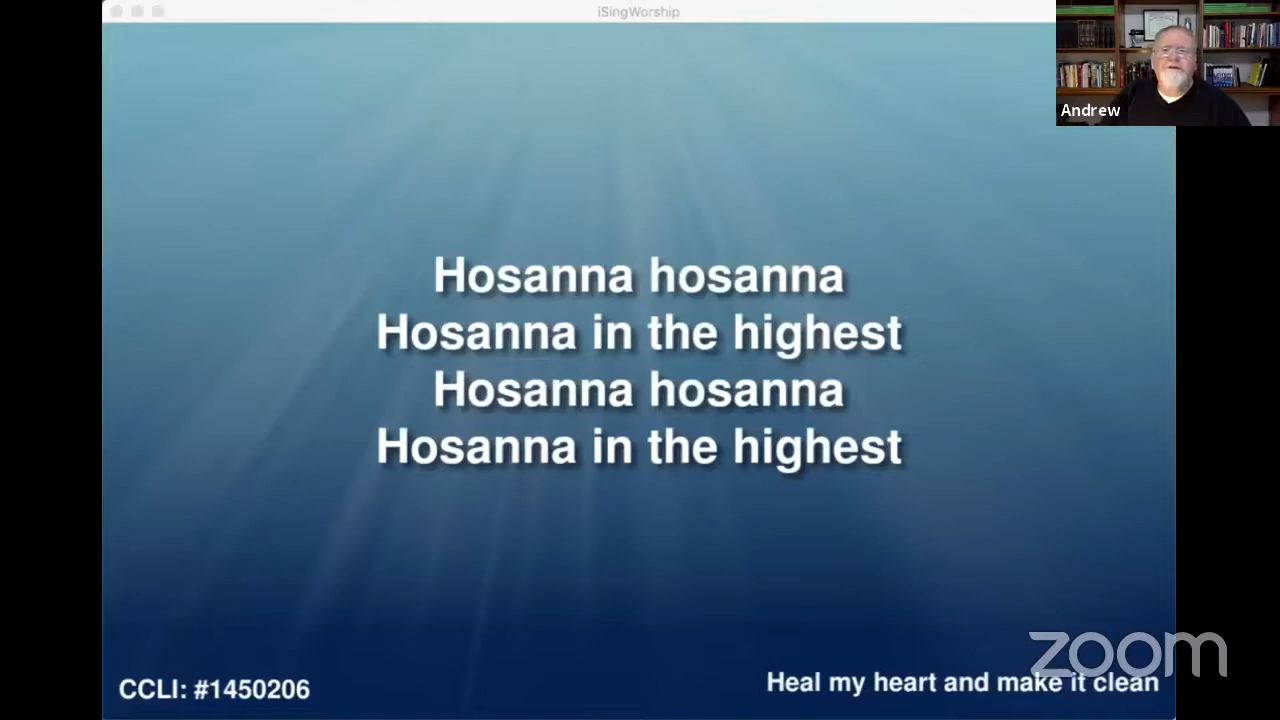 iSingWorship
Andrew
Hosanna hosanna
Hosanna in the highest
Hosanna hosanna
Hosanna in the highest
CCLI: #1450206
Heal my heart and make it clean
zoom